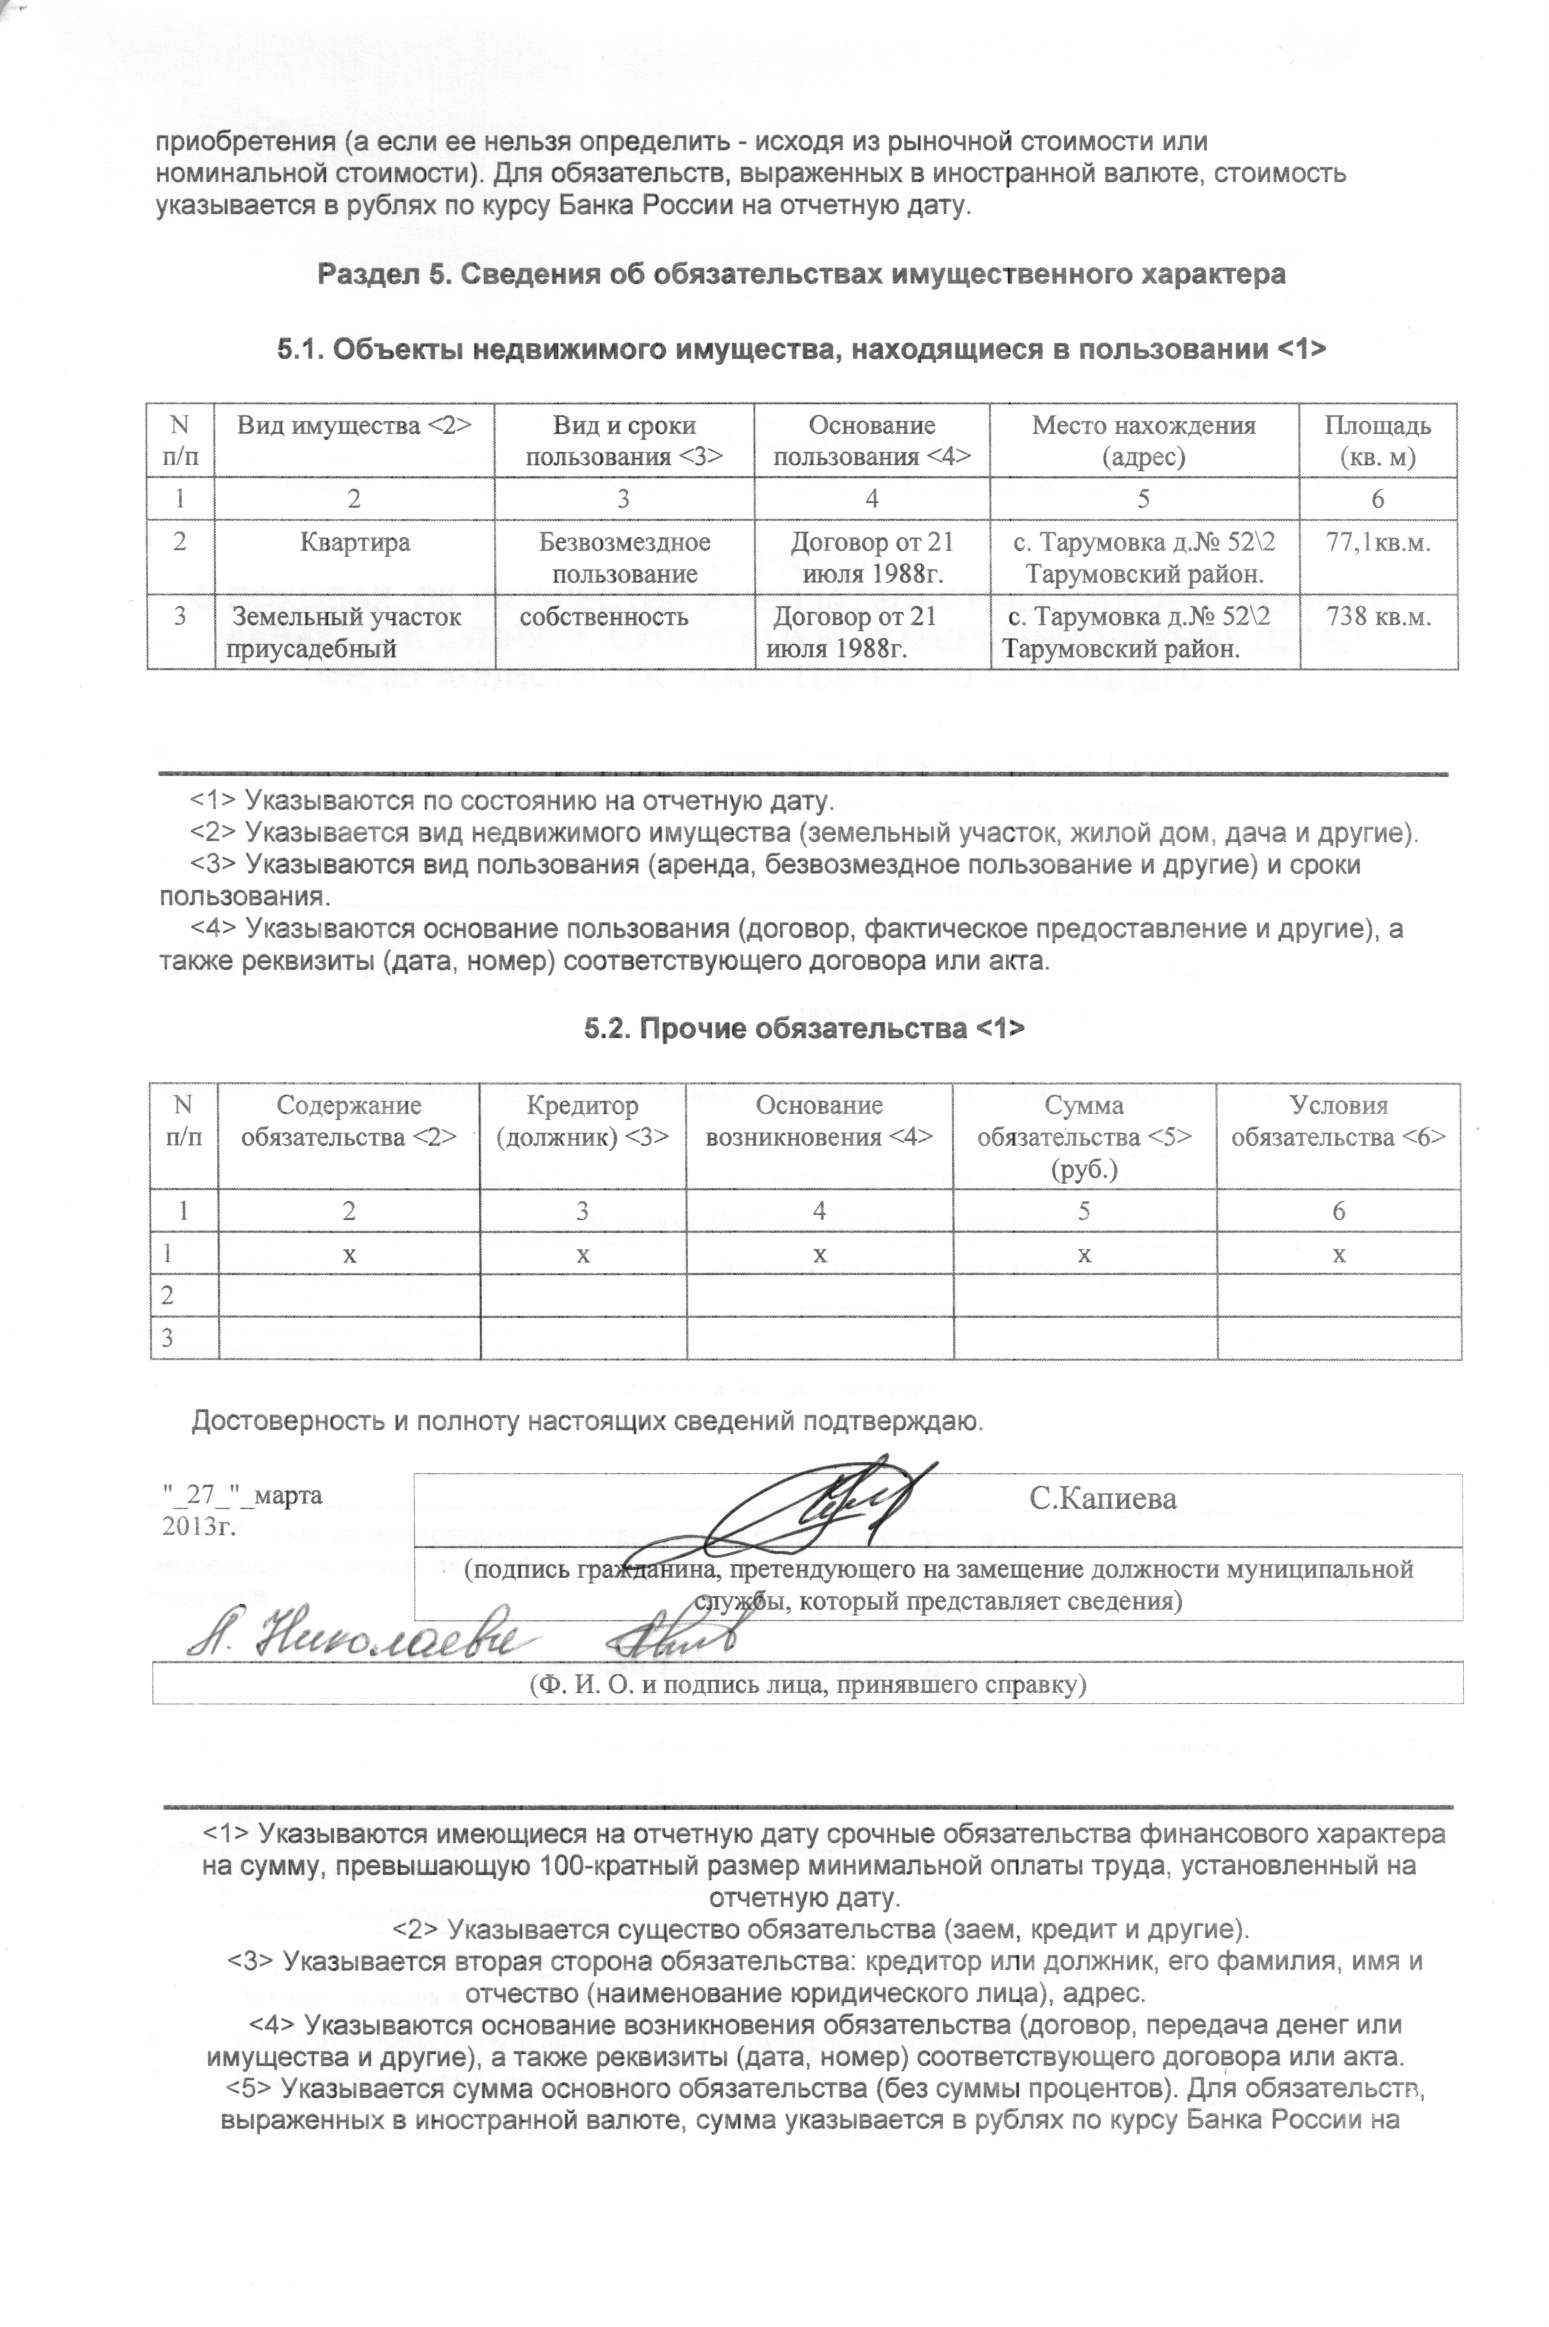 приобретения (а если ее нельзя определить - исходя из рыночной стоимости или
номинальной стоимости). Для обязательств, выраженных в иностранной валюте, стоимость
указывается в рублях по курсу Банка России на отчетную дату.
Раздел 5. Сведения об обязательствах имущественного характера
5.1. Объекты недвижимого имущества, находящиеся в пользовании <1>
N п/п | Вид имущества <2> | Вид и сроки пользования <3> | Основание пользования <4> | Место нахождения (адрес) | Площадь (кв. м)
1 | 2 | 3 | 4 | 5 | 6
2 | Квартира | Безвозмездное пользование | Договор от 21 июля 1988г. | с. Тарумовка д.№ 52\2 Тарумовский район. | 77,1кв.м.
3 | Земельный участок приусадебный | собственность | Договор от 21 июля 1988г. | с. Тарумовка д.№ 52\2 Тарумовский район. | 738 кв.м.
<1> Указываются по состоянию на отчетную дату.
<2> Указывается вид недвижимого имущества (земельный участок, жилой дом, дача и другие).
<3> Указываются вид пользования (аренда, безвозмездное пользование и другие) и сроки
пользования.
<4> Указываются основание пользования (договор, фактическое предоставление и другие), а
также реквизиты (дата, номер) соответствующего договора или акта.
5.2. Прочие обязательства <1>
N п/п | Содержание обязательства <2> | Кредитор (должник) <3> | Основание возникновения <4> | Сумма обязательства <5> (руб.) | Условия обязательства <6>
1 | 2 | 3 | 4 | 5 | 6
1 | х | х | х | х | х
2
3
Достоверность и полноту настоящих сведений подтверждаю.
"_27_"_марта
2013г.
С.Капиева
(подпись гражданина, претендующего на замещение должности муниципальной
службы, который представляет сведения)
(Ф. И. О. и подпись лица, принявшего справку)
<1> Указываются имеющиеся на отчетную дату срочные обязательства финансового характера
на сумму, превышающую 100-кратный размер минимальной оплаты труда, установленный на
отчетную дату.
<2> Указывается существо обязательства (заем, кредит и другие).
<3> Указывается вторая сторона обязательства: кредитор или должник, его фамилия, имя и
отчество (наименование юридического лица), адрес.
<4> Указываются основание возникновения обязательства (договор, передача денег или
имущества и другие), а также реквизиты (дата, номер) соответствующего договора или акта.
<5> Указывается сумма основного обязательства (без суммы процентов). Для обязательств,
выраженных в иностранной валюте, сумма указывается в рублях по курсу Банка России на